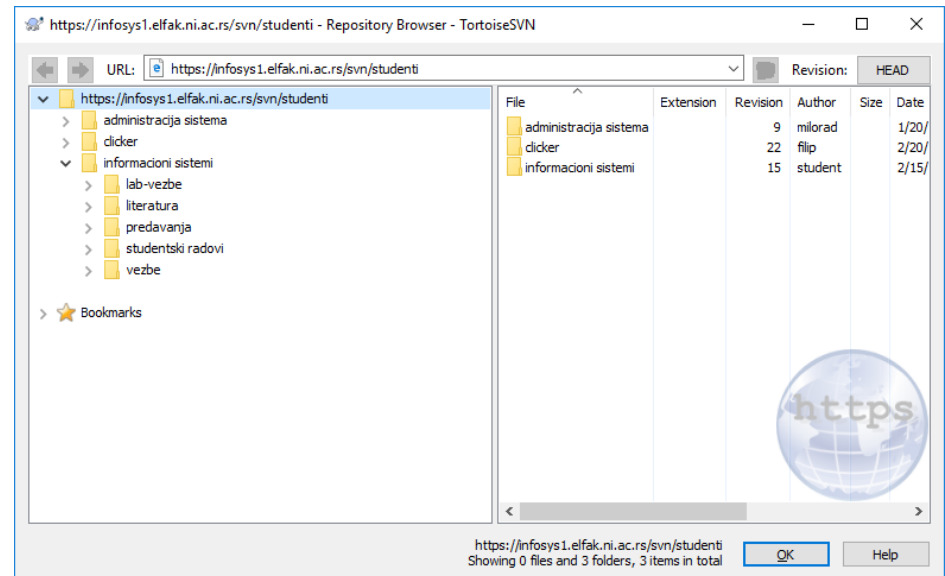 https://infosys1.elfak.ni.ac.rs/svn/studenti - Repository Browser - TortoiseSVN
URL: https://infosys1.elfak.ni.ac.rs/svn/studenti Revision: HEAD
https://infosys1.elfak.ni.ac.rs/svn/studenti
administracija sistema
clicker
informacioni sistemi
lab-vezbe
literatura
predavanja
studentski radovi
vezbe
Bookmarks
File Extension Revision Author Size Date
administracija sistema 9 milorad 1/20/
clicker 22 filip 2/20/
informacioni sistemi 15 student 2/15/
https
https://infosys1.elfak.ni.ac.rs/svn/studenti
Showing 0 files and 3 folders, 3 items in total
OK Help